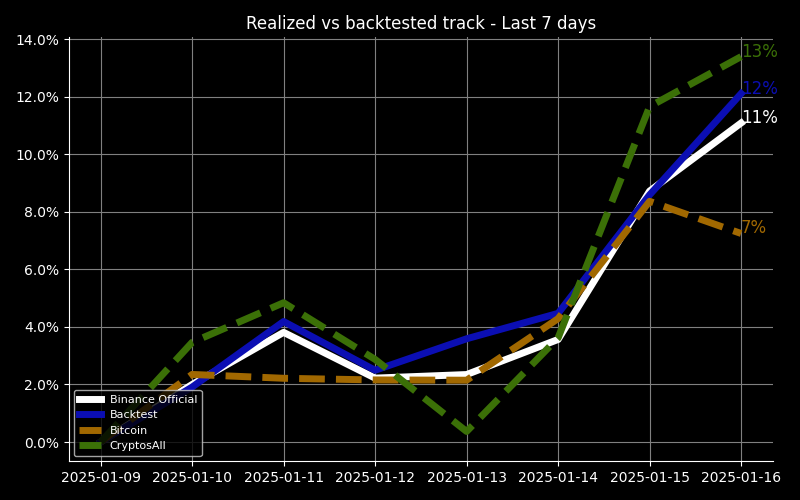 Realized vs backtested track - Last 7 days
14.0%
12.0%
10.0%
8.0%
6.0%
4.0%
2.0%
0.0%
13%
12%
11%
7%
Binance Official
Backtest
Bitcoin
CryptosAll
2025-01-09 2025-01-10 2025-01-11 2025-01-12 2025-01-13 2025-01-14 2025-01-15 2025-01-16